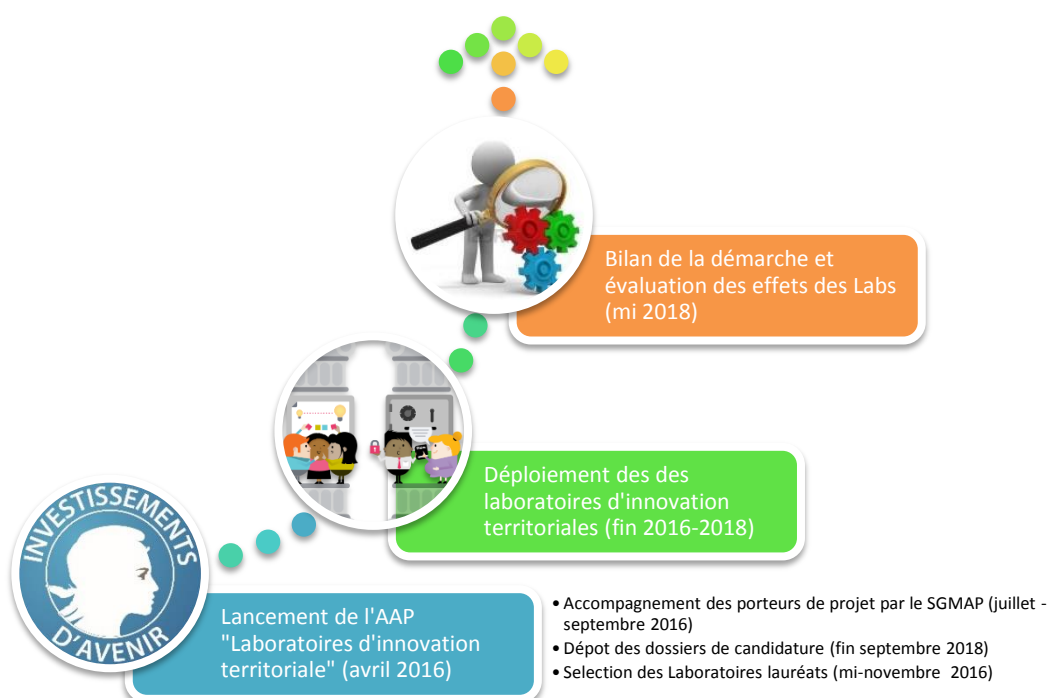 Bilan de la démarche et
évaluation des effets des Labs
(mi 2018)
Déploiement des des
laboratoires d'innovation
territoriales (fin 2016-2018)
INVESTISSEMENTS
D'AVENIR
Lancement de l'AAP
"Laboratoires d'innovation
territoriale" (avril 2016)
• Accompagnement des porteurs de projet par le SGMAP (juillet -
septembre 2016)
• Dépot des dossiers de candidature (fin septembre 2018)
• Selection des Laboratoires lauréats (mi-novembre 2016)